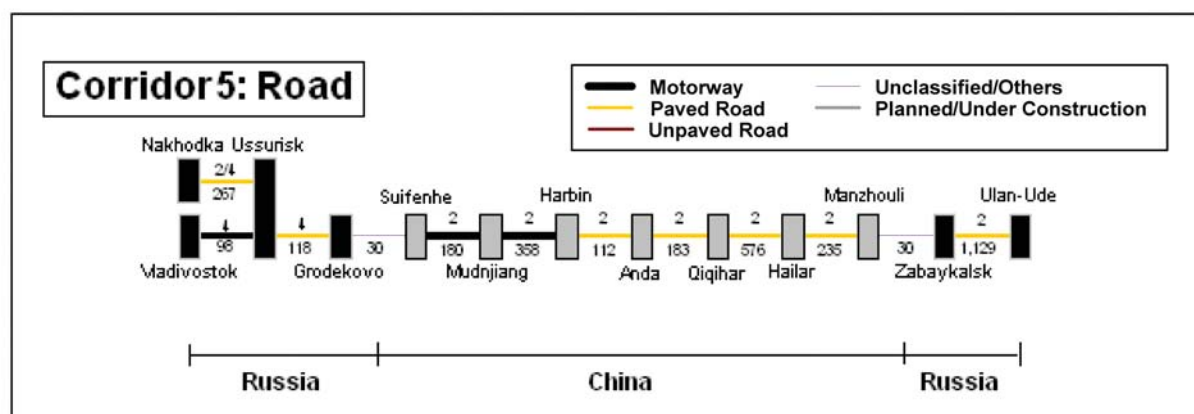 Corridor 5: Road
Motorway
Paved Road
Unpaved Road
Unclassified/Others
Planned/Under Construction
Nakhodka Ussurisk
2/4
267
Suifenhe
Harbin
Manzhouli
Ulan-Ude
4
4
2
2
2
2
2
2
2
98
118
30
180
358
112
183
576
235
30
1,129
Vladivostok
Grodekovo
Mudnjiang
Anda
Qiqihar
Hailar
Zabaykalsk
Russia
China
Russia